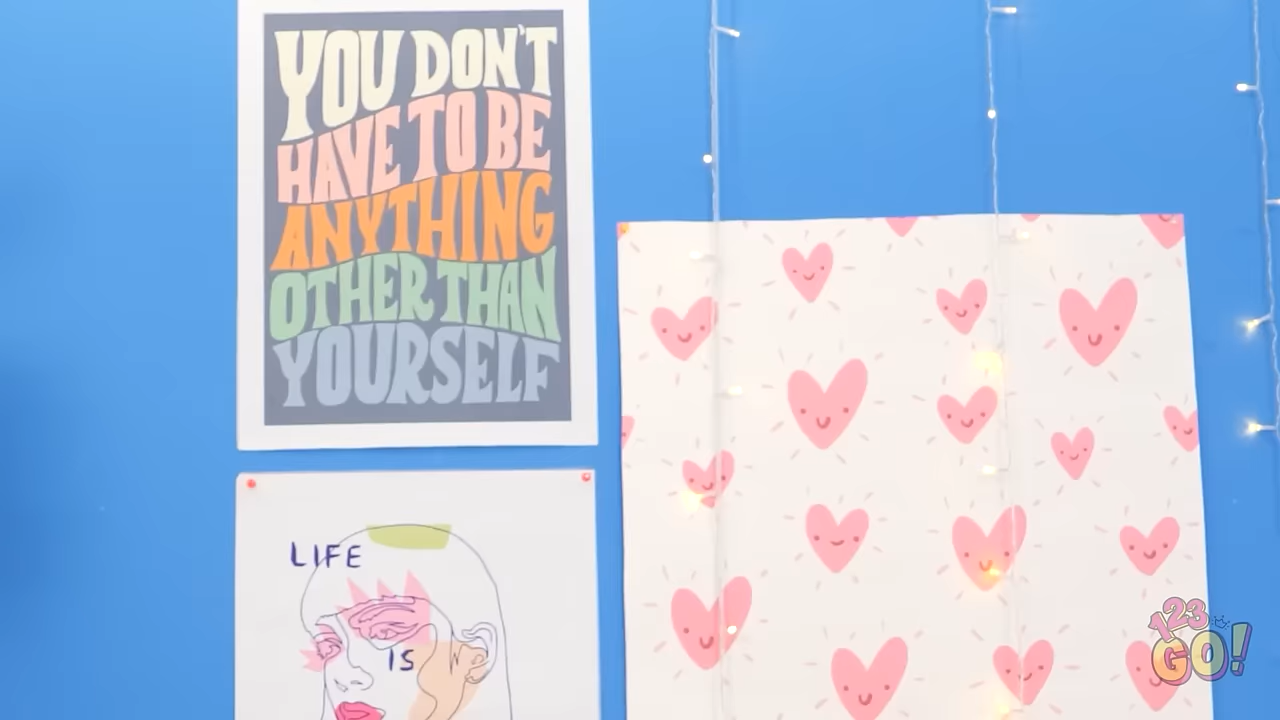 YOU DON'T
HAVE TO BE
ANYTHING
OTHER THAN
YOURSELF
LIFE
IS
123
GO!